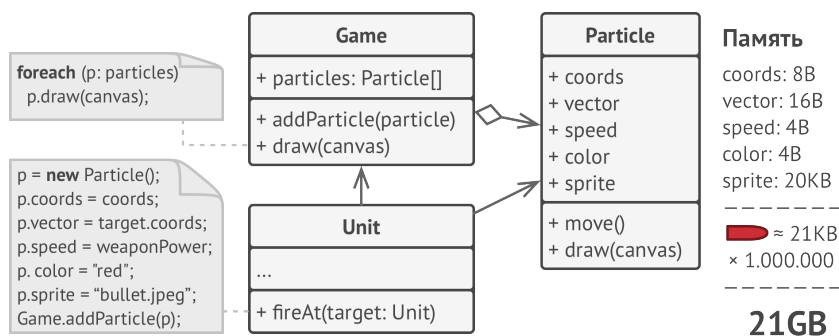 foreach (p: particles)
p.draw(canvas);
p = new Particle();
p.coords = coords;
p.vector = target.coords;
p.speed = weaponPower;
p. color = "red";
p.sprite = “bullet.jpeg”;
Game.addParticle(p);
Game
+ particles: Particle[]
+ addParticle(particle)
+ draw(canvas)
Unit
...
+ fireAt(target: Unit)
Particle
+ coords
+ vector
+ speed
+ color
+ sprite
+ move()
+ draw(canvas)
Память
coords: 8B
vector: 16B
speed: 4B
color: 4B
sprite: 20KB
≈ 21KB
× 1.000.000
21GB